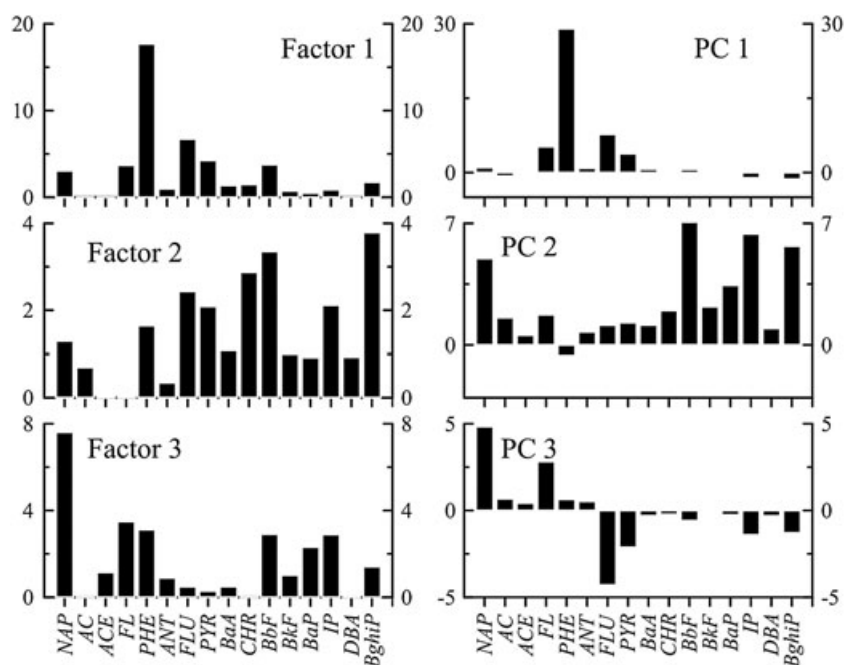 20
10
0
Factor 1
20
10
0
30
0
PC 1
30
0
4
2
0
Factor 2
4
2
0
7
0
PC 2
7
0
8
4
0
Factor 3
8
4
0
5
0
-5
PC 3
5
0
-5
NAP
AC
ACE
FL
PHE
ANT
FLU
PYR
BaA
CHR
BbF
BkF
BaP
IP
DBA
BghiP
NAP
AC
ACE
FL
PHE
ANT
FLU
PYR
BaA
CHR
BbF
BkF
BaP
IP
DBA
BghiP